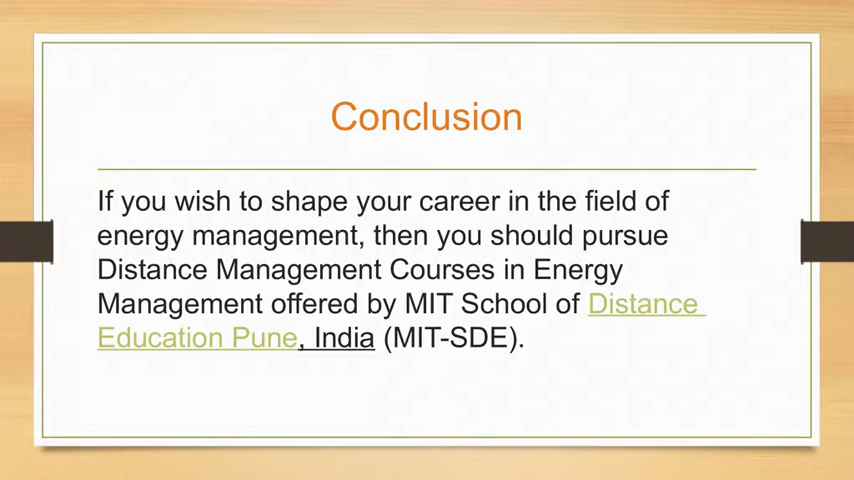 Conclusion
If you wish to shape your career in the field of
energy management, then you should pursue
Distance Management Courses in Energy
Management offered by MIT School of Distance
Education Pune, India (MIT-SDE).